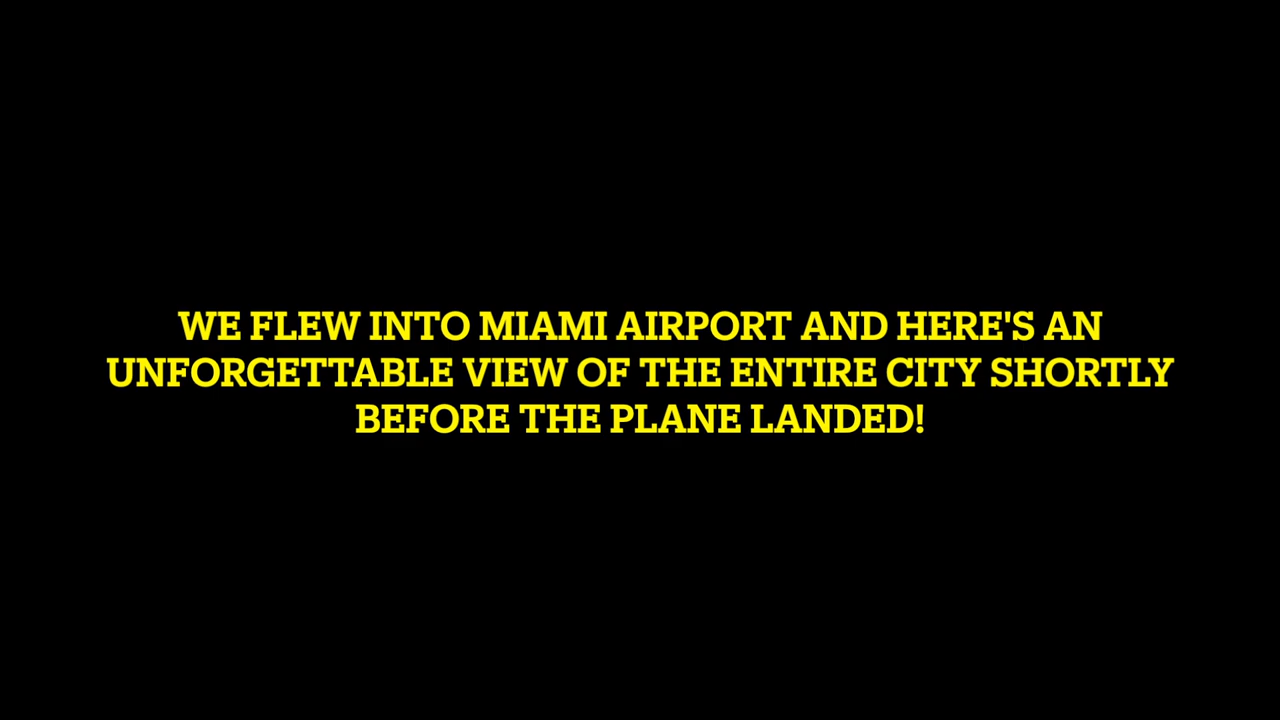 WE FLEW INTO MIAMI AIRPORT AND HERE'S AN
UNFORGETTABLE VIEW OF THE ENTIRE CITY SHORTLY
BEFORE THE PLANE LANDED!